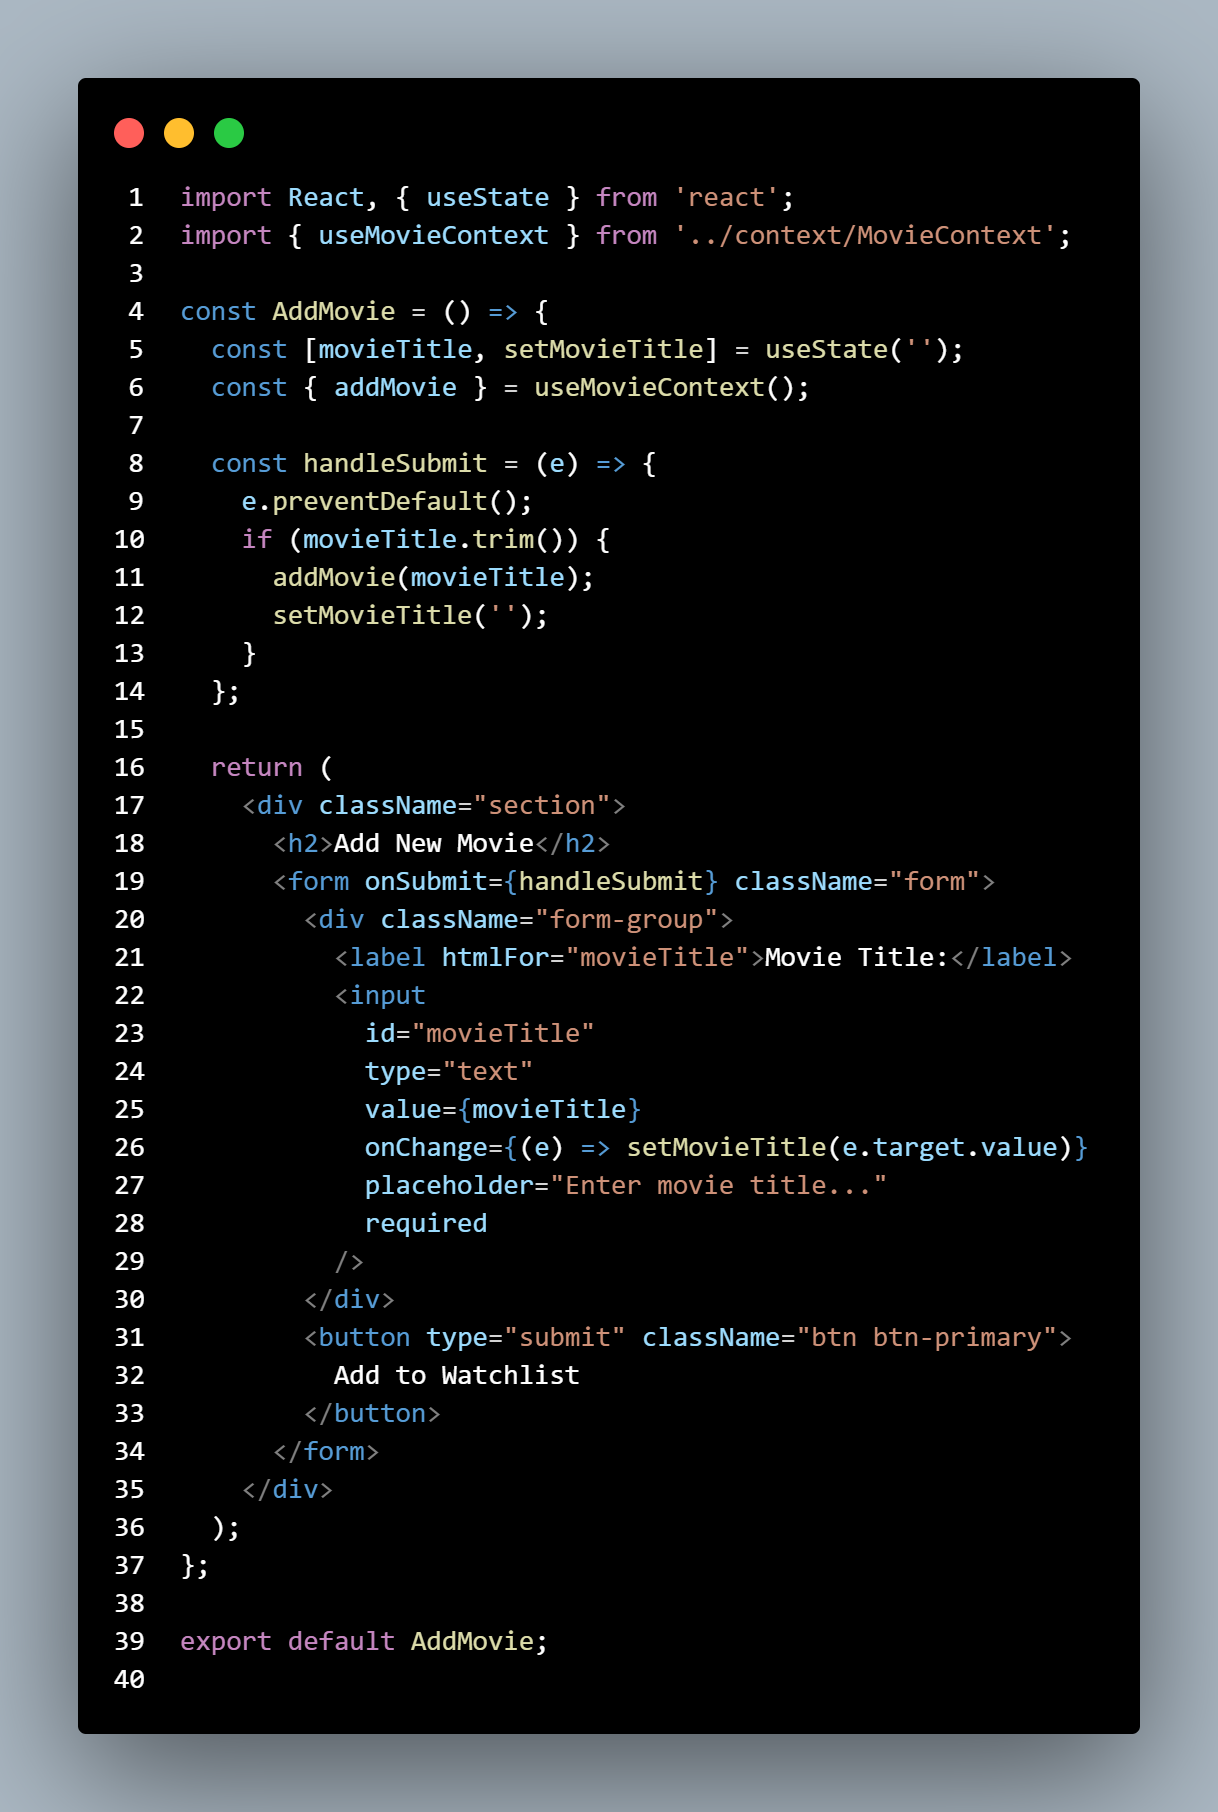 1 import React, { useState } from 'react';
2 import { useMovieContext } from '../context/MovieContext';
3
4 const AddMovie = () => {
5   const [movieTitle, setMovieTitle] = useState('');
6   const { addMovie } = useMovieContext();
7
8   const handleSubmit = (e) => {
9     e.preventDefault();
10     if (movieTitle.trim()) {
11       addMovie(movieTitle);
12       setMovieTitle('');
13     }
14   };
15
16   return (
17     <div className="section">
18       <h2>Add New Movie</h2>
19       <form onSubmit={handleSubmit} className="form">
20         <div className="form-group">
21           <label htmlFor="movieTitle">Movie Title:</label>
22           <input
23             id="movieTitle"
24             type="text"
25             value={movieTitle}
26             onChange={(e) => setMovieTitle(e.target.value)}
27             placeholder="Enter movie title..."
28             required
29           />
30         </div>
31         <button type="submit" className="btn btn-primary">
32           Add to Watchlist
33         </button>
34       </form>
35     </div>
36   );
37 };
38
39 export default AddMovie;
40